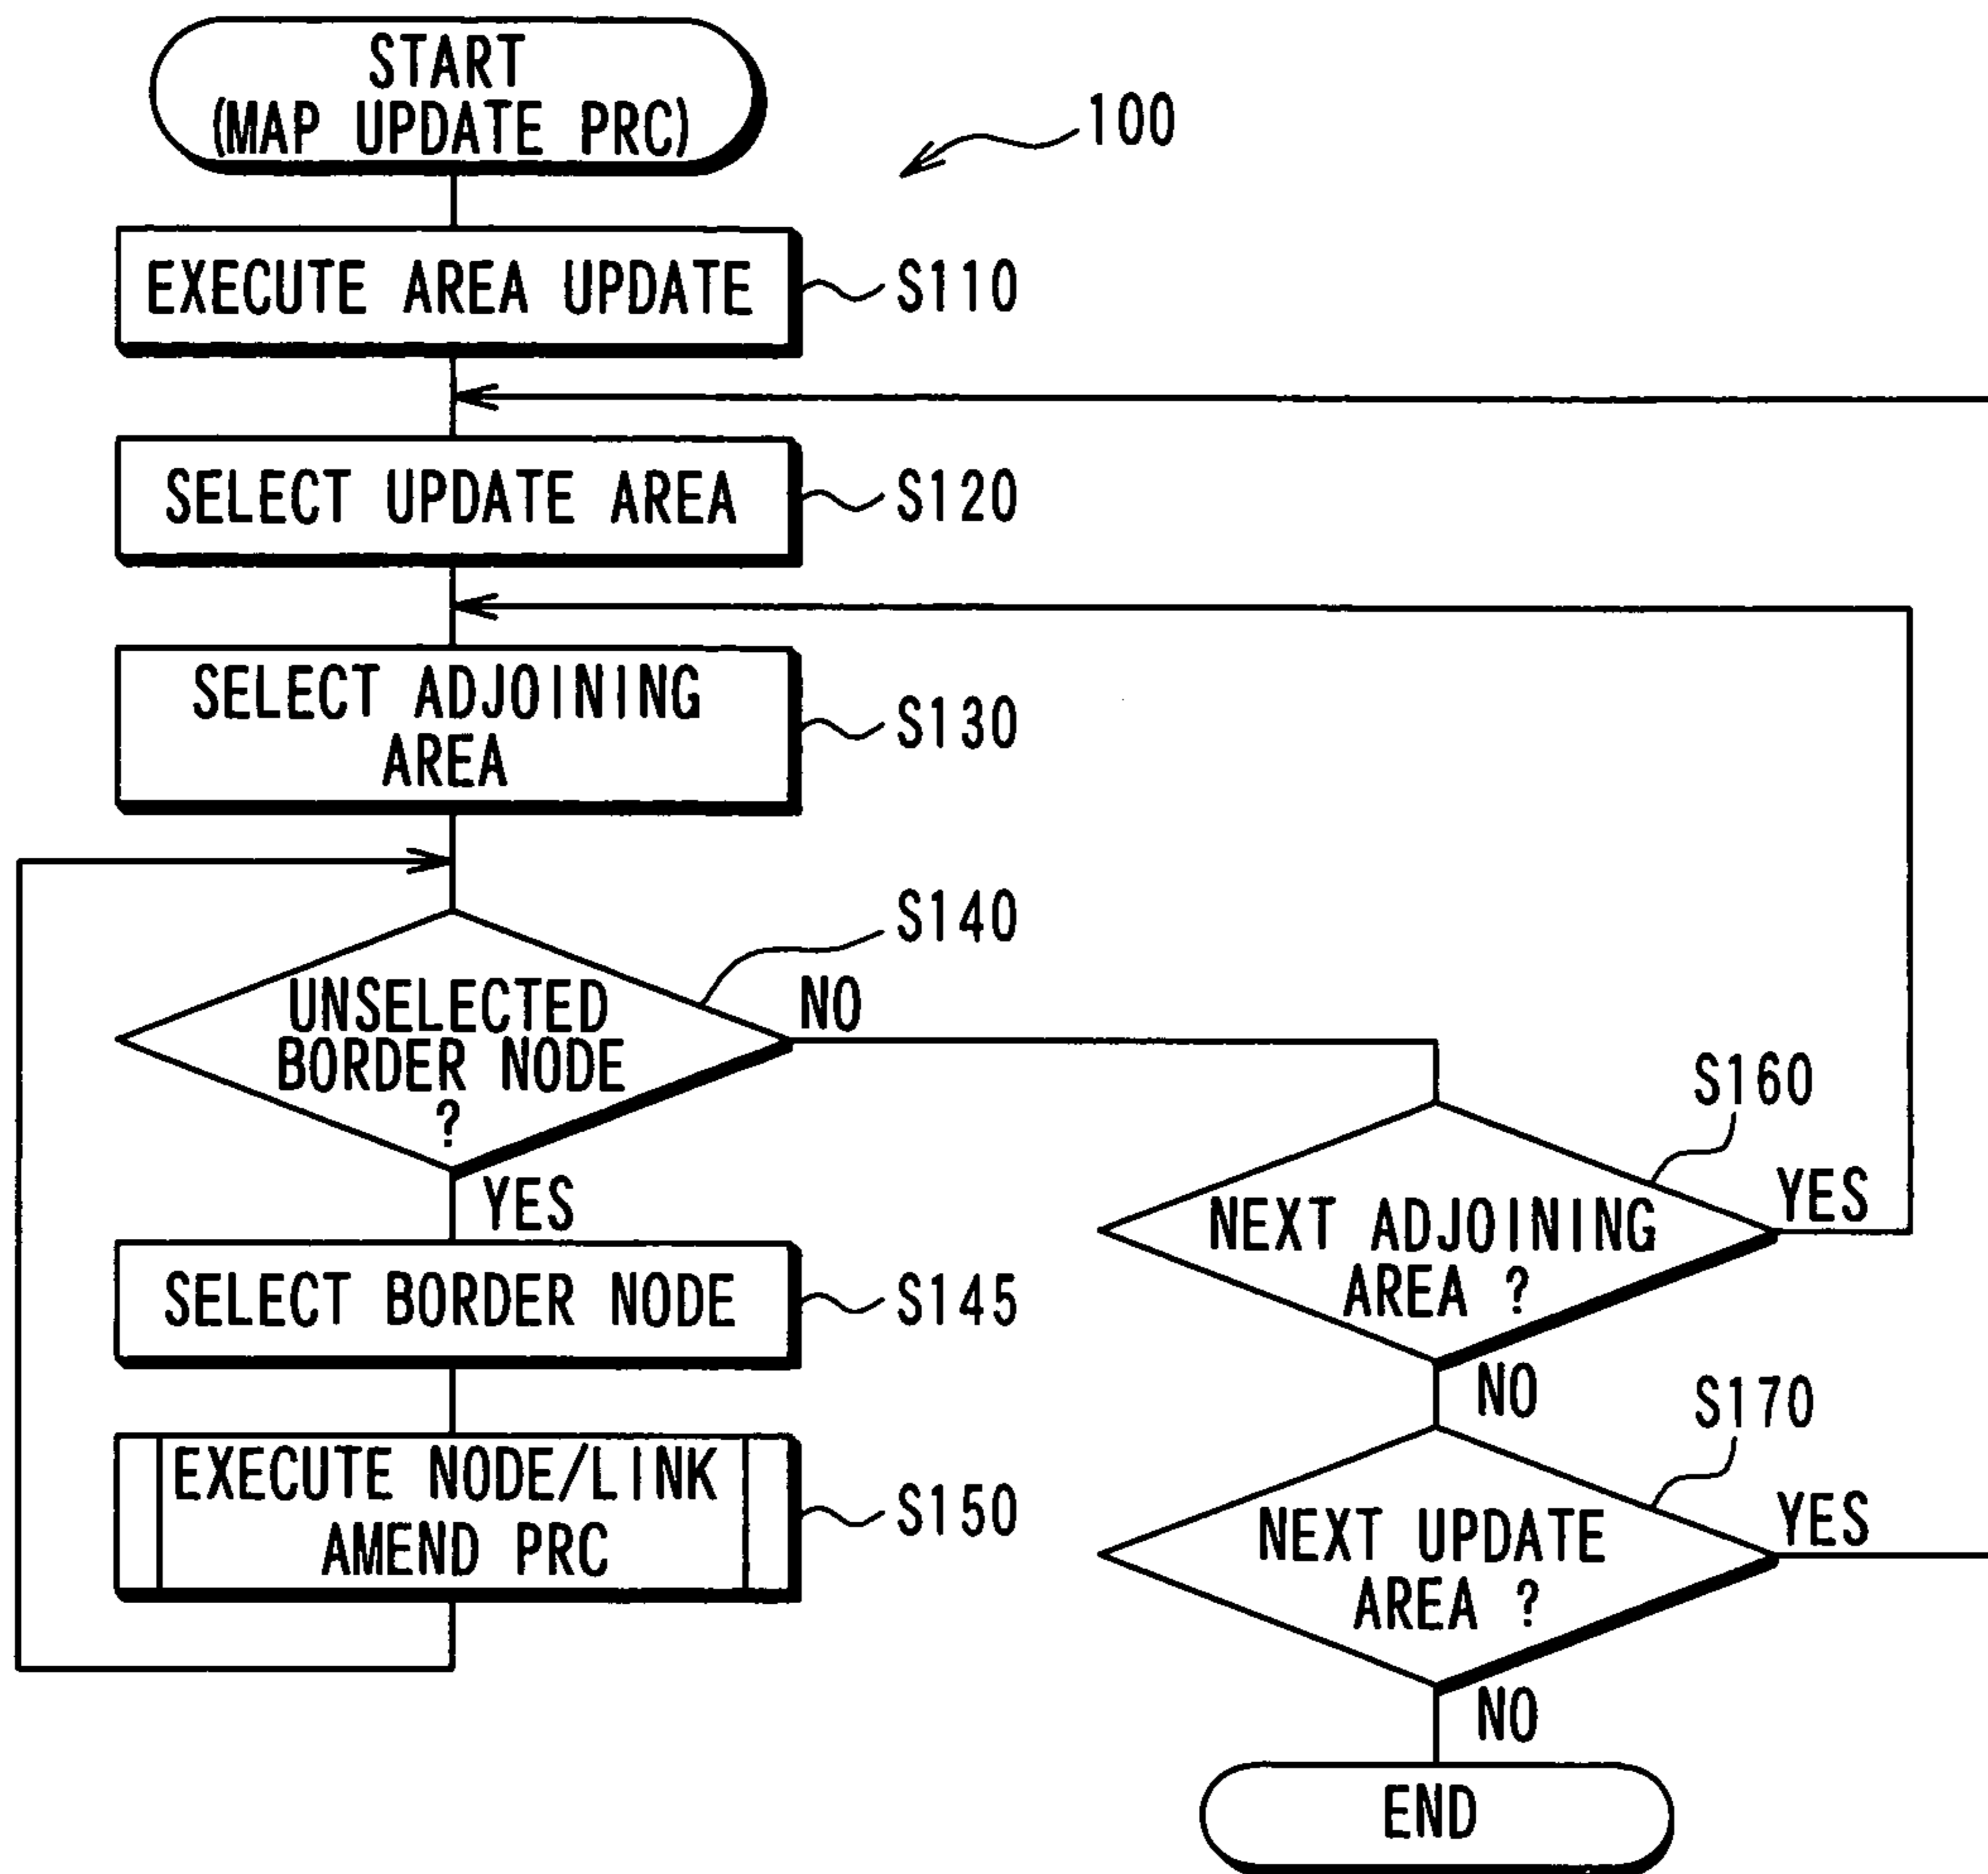 START
(MAP UPDATE PRC)
100
EXECUTE AREA UPDATE
S110
SELECT UPDATE AREA
S120
SELECT ADJOINING
AREA
S130
S140
UNSELECTED
BORDER NODE
?
NO
YES
SELECT BORDER NODE
S145
EXECUTE NODE/LINK
AMEND PRC
S150
S160
NEXT ADJOINING
AREA ?
YES
NO
S170
NEXT UPDATE
AREA ?
YES
NO
END